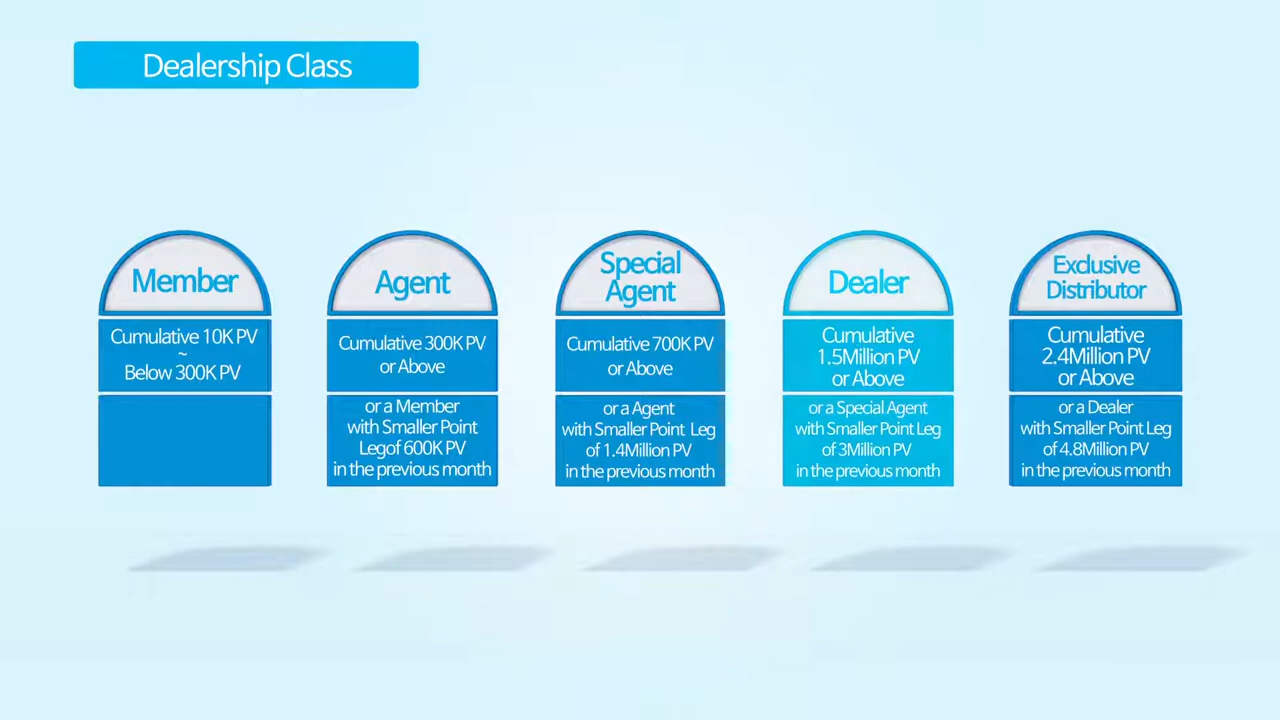 Dealership Class
Member
Cumulative 10K PV
~
Below 300K PV
Agent
Cumulative 300K PV
or Above
or a Member
with Smaller Point
Legof 600K PV
in the previous month
Special
Agent
Cumulative 700K PV
or Above
or a Agent
with Smaller Point Leg
of 1.4Million PV
in the previous month
Dealer
Cumulative
1.5Million PV
or Above
or a Special Agent
with Smaller Point Leg
of 3Million PV
in the previous month
Exclusive
Distributor
Cumulative
2.4Million PV
or Above
or a Dealer
with Smaller Point Leg
of 4.8Million PV
in the previous month